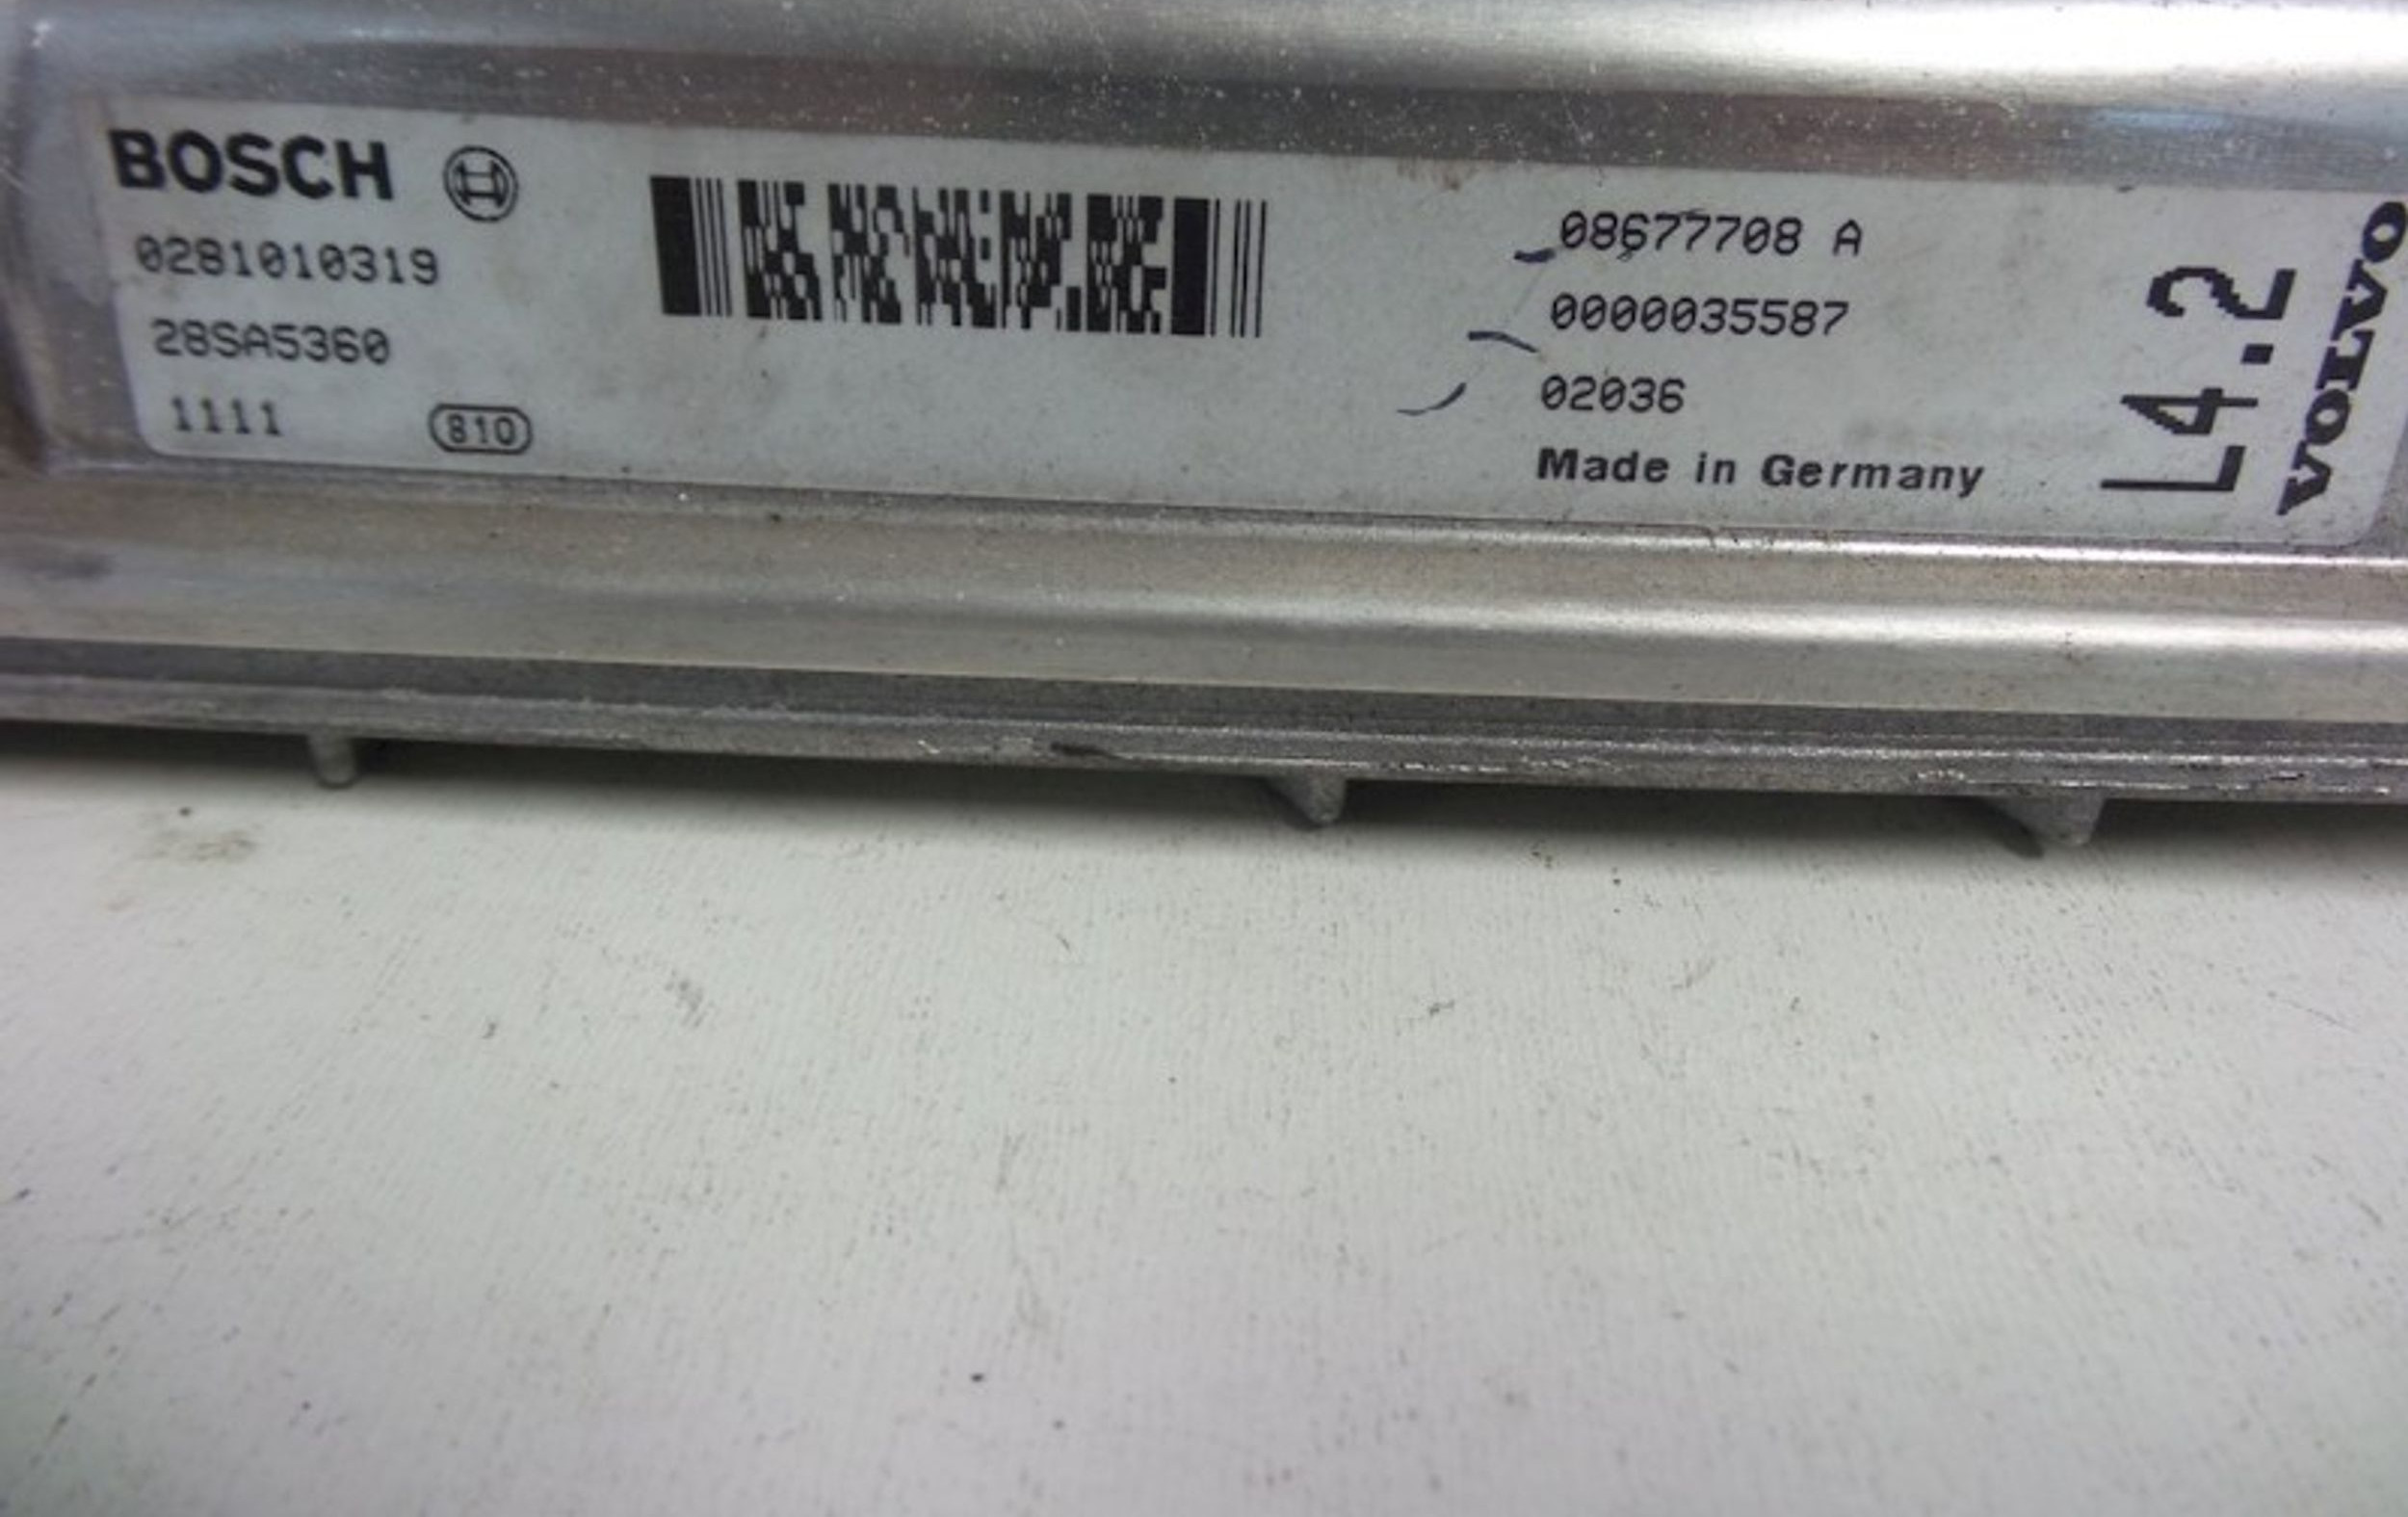 BOSCH
0281010319
28SA5360
1111 810
08677708 A
0000035587
02036
Made in Germany
L4.2
VOLVO